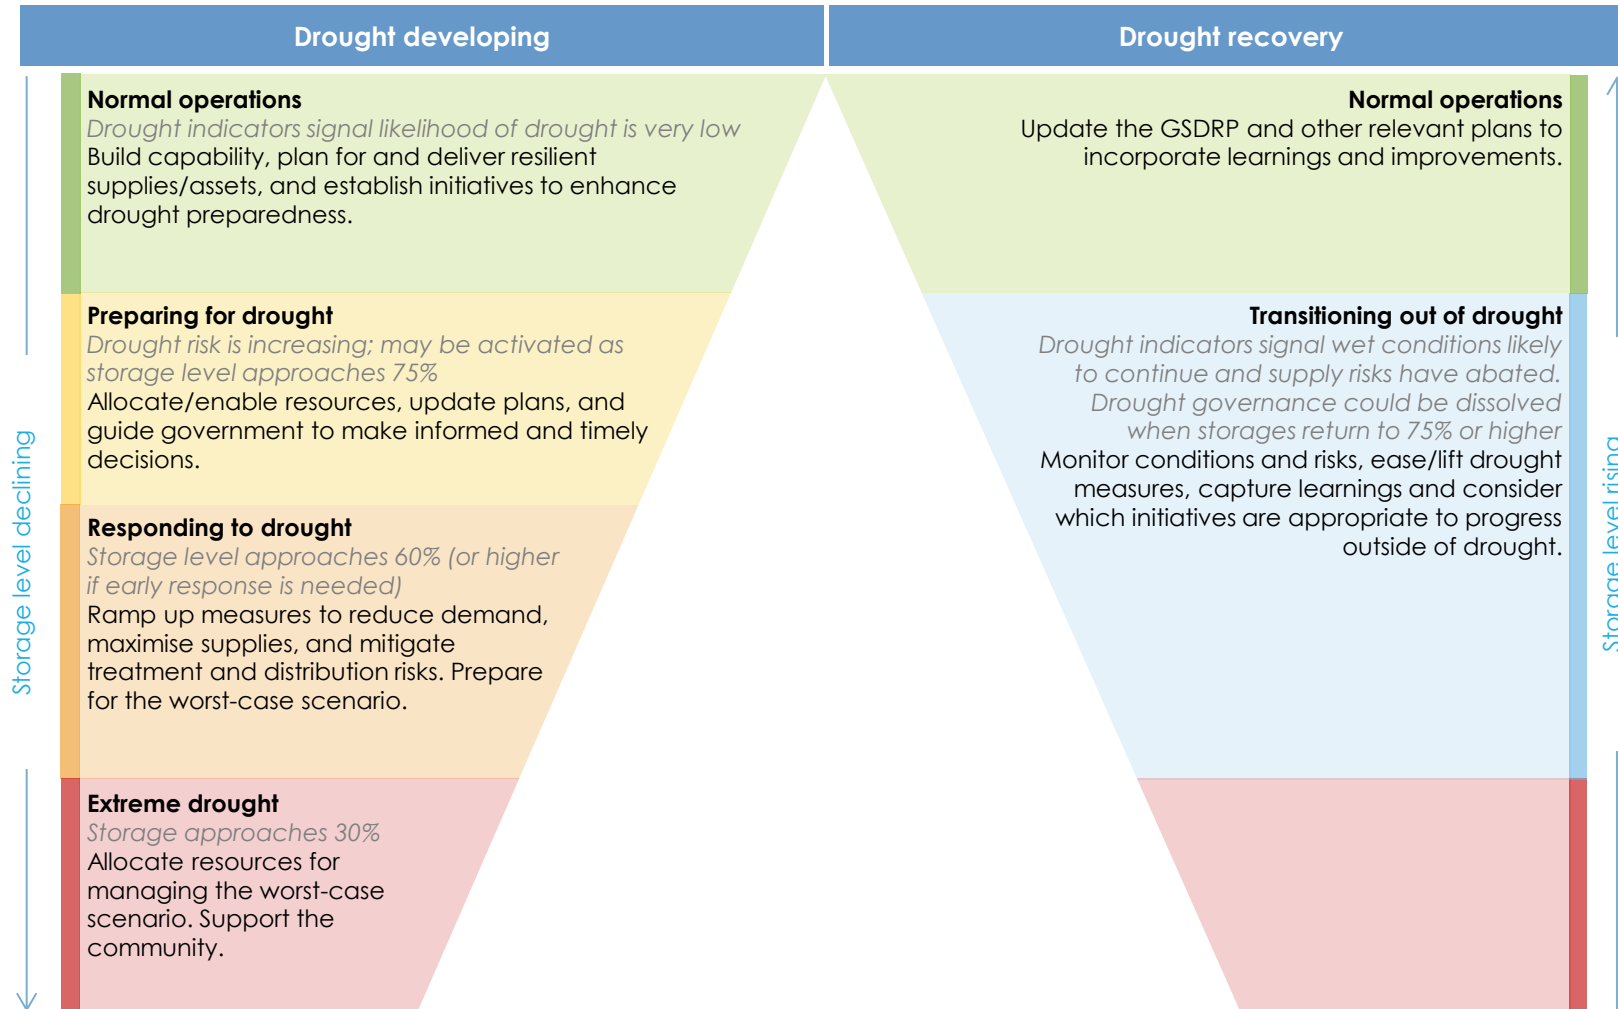 Drought developing
Drought recovery
Normal operations
Drought indicators signal likelihood of drought is very low
Build capability, plan for and deliver resilient
supplies/assets, and establish initiatives to enhance
drought preparedness.
Preparing for drought
Drought risk is increasing; may be activated as
storage level approaches 75%
Allocate/enable resources, update plans, and
guide government to make informed and timely
decisions.
Responding to drought
Storage level approaches 60% (or higher
if early response is needed)
Ramp up measures to reduce demand,
maximise supplies, and mitigate
treatment and distribution risks. Prepare
for the worst-case scenario.
Extreme drought
Storage approaches 30%
Allocate resources for
managing the worst-case
scenario. Support the
community.
Storage level declining
Normal operations
Update the GSDRP and other relevant plans to
incorporate learnings and improvements.
Transitioning out of drought
Drought indicators signal wet conditions likely
to continue and supply risks have abated.
Drought governance could be dissolved
when storages return to 75% or higher
Monitor conditions and risks, ease/lift drought
measures, capture learnings and consider
which initiatives are appropriate to progress
outside of drought.
Storage level rising